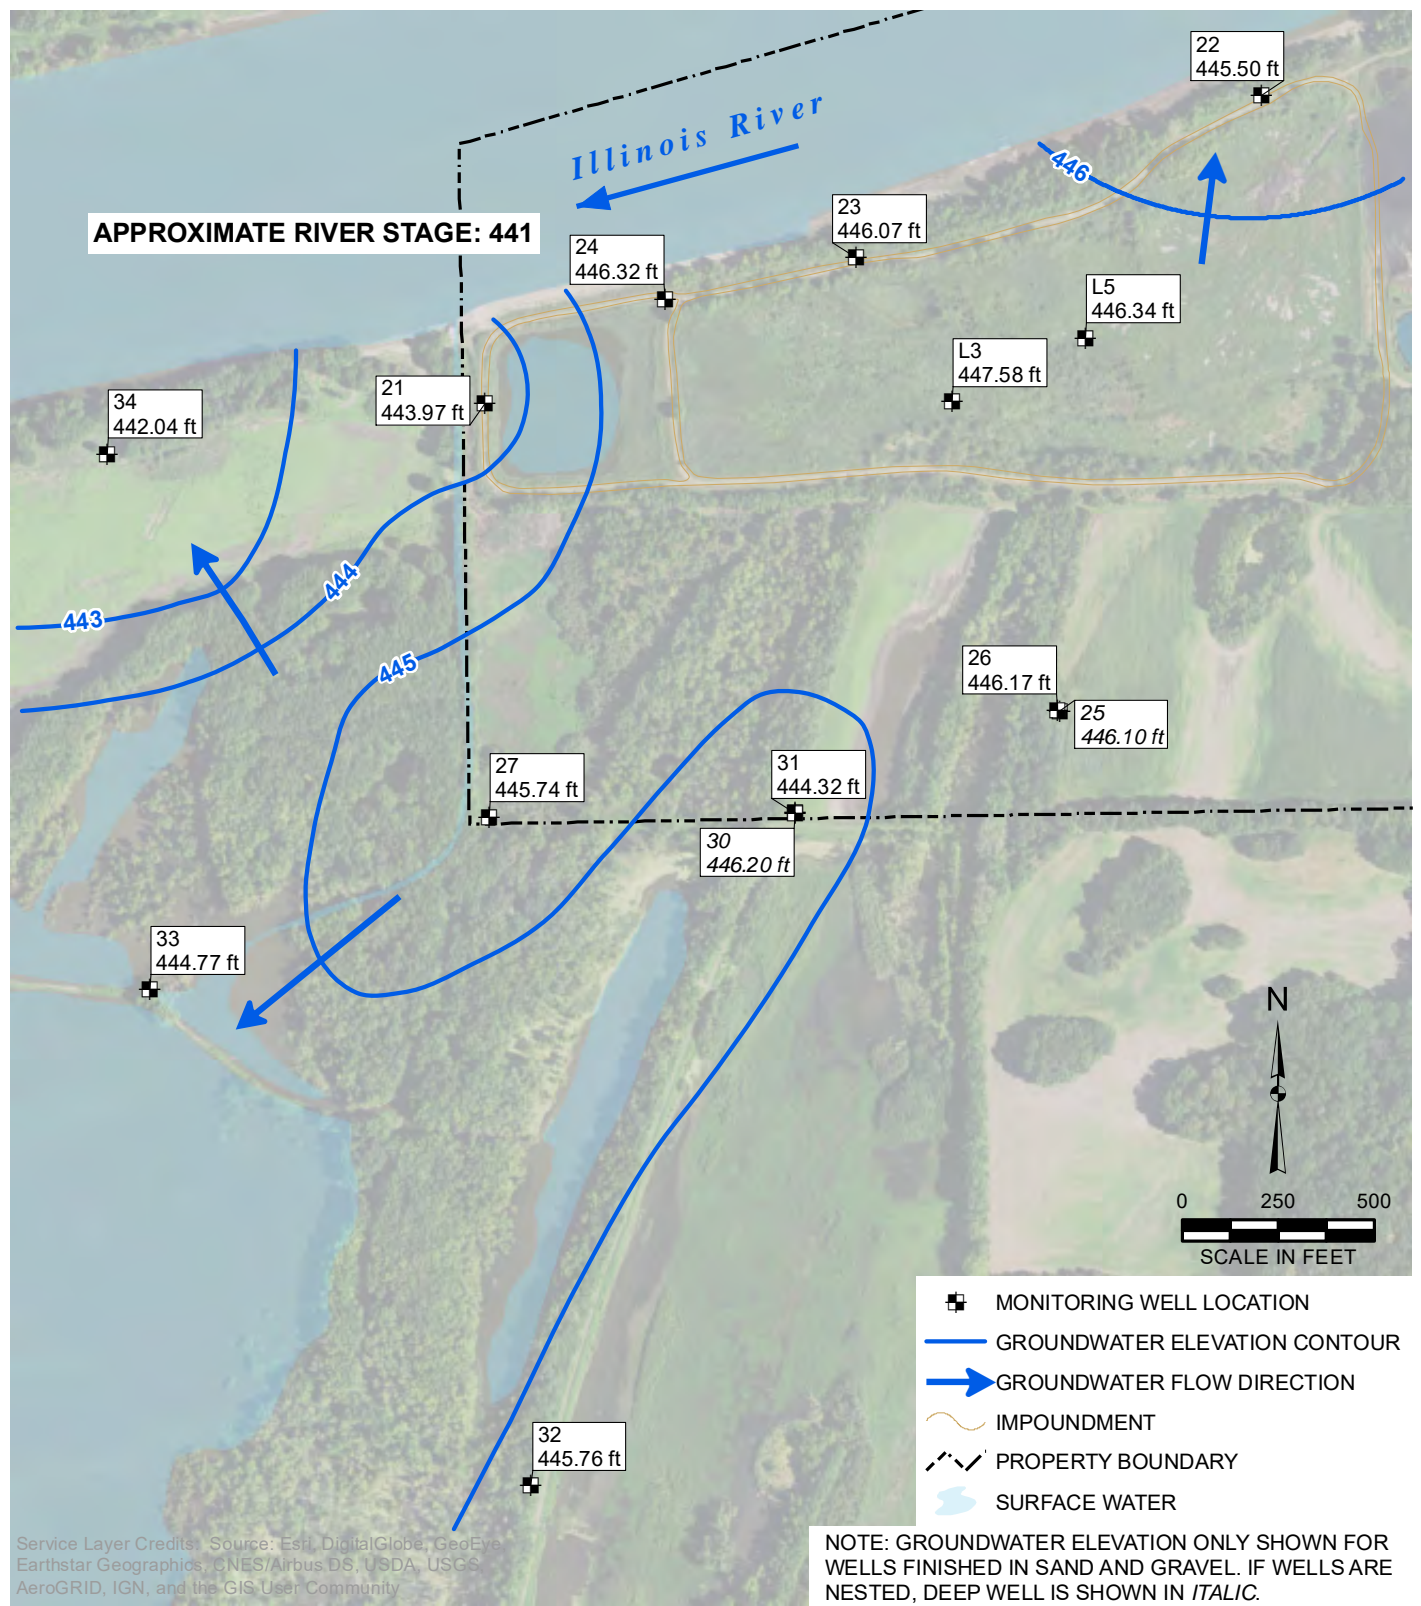 22
445.50 ft
Illinois River
446
23
446.07 ft
APPROXIMATE RIVER STAGE: 441
24
446.32 ft
L5
446.34 ft
L3
447.58 ft
21
443.97 ft
34
442.04 ft
444
443
445
26
446.17 ft
25
446.10 ft
27
445.74 ft
31
444.32 ft
30
446.20 ft
33
444.77 ft
N
0 250 500
SCALE IN FEET
MONITORING WELL LOCATION
GROUNDWATER ELEVATION CONTOUR
GROUNDWATER FLOW DIRECTION
IMPOUNDMENT
PROPERTY BOUNDARY
SURFACE WATER
32
445.76 ft
Service Layer Credits: Source: Esri, DigitalGlobe, GeoEye,
Earthstar Geographics, CNES/Airbus DS, USDA, USGS,
AeroGRID, IGN, and the GIS User Community
NOTE: GROUNDWATER ELEVATION ONLY SHOWN FOR
WELLS FINISHED IN SAND AND GRAVEL. IF WELLS ARE
NESTED, DEEP WELL IS SHOWN IN ITALIC.